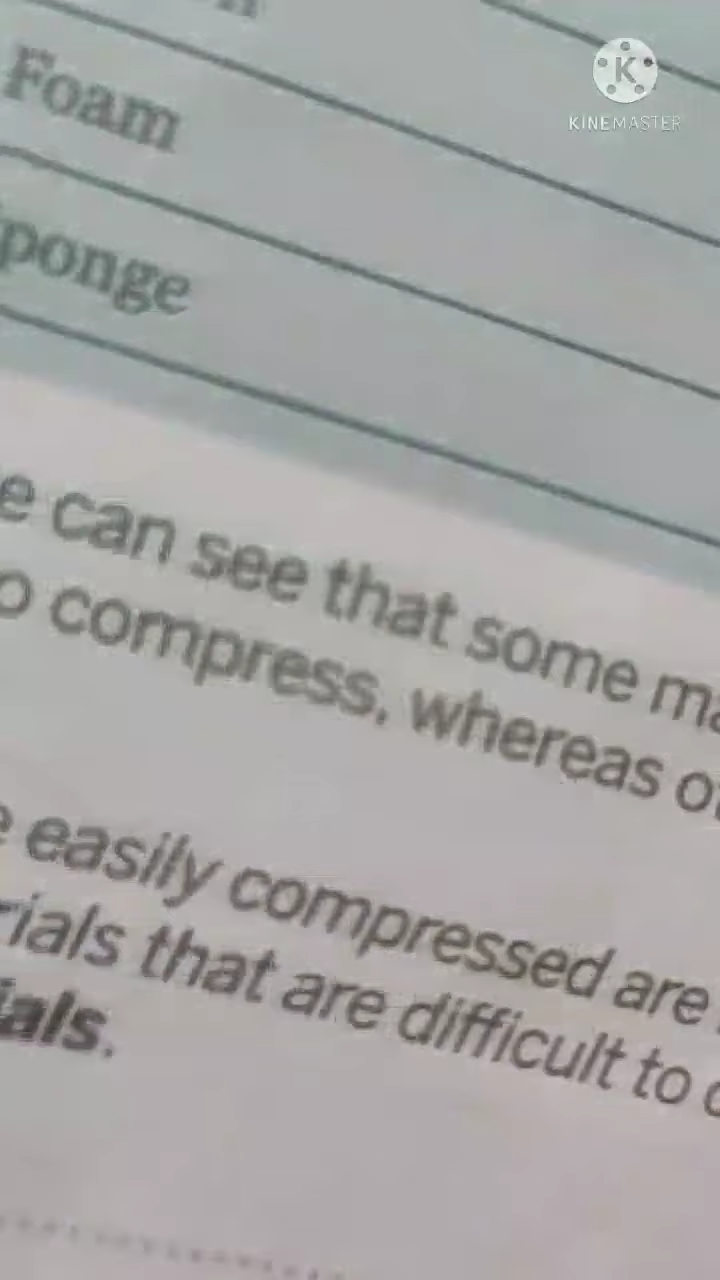 KINEMASTER
Foam
ponge
e can see that some ma
o compress, whereas
e easily compressed are
rials that are difficult to
ials.